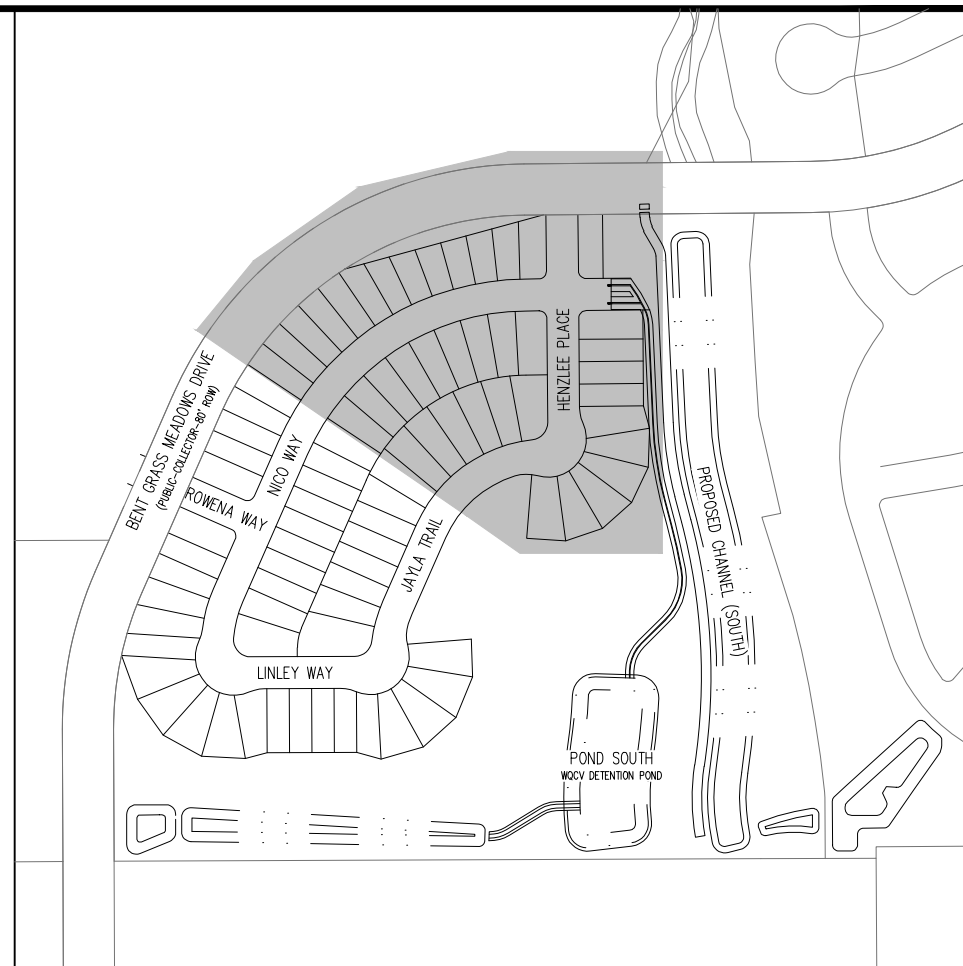 HENZLEE PLACE
BENT GRASS MEADOWS DRIVE
(PUBLIC-COLLECTOR-80' ROW)
NICO WAY
ROWENA WAY
JAYLA TRAIL
PROPOSED CHANNEL (SOUTH)
LINLEY WAY
POND SOUTH
WQCV DETENTION POND